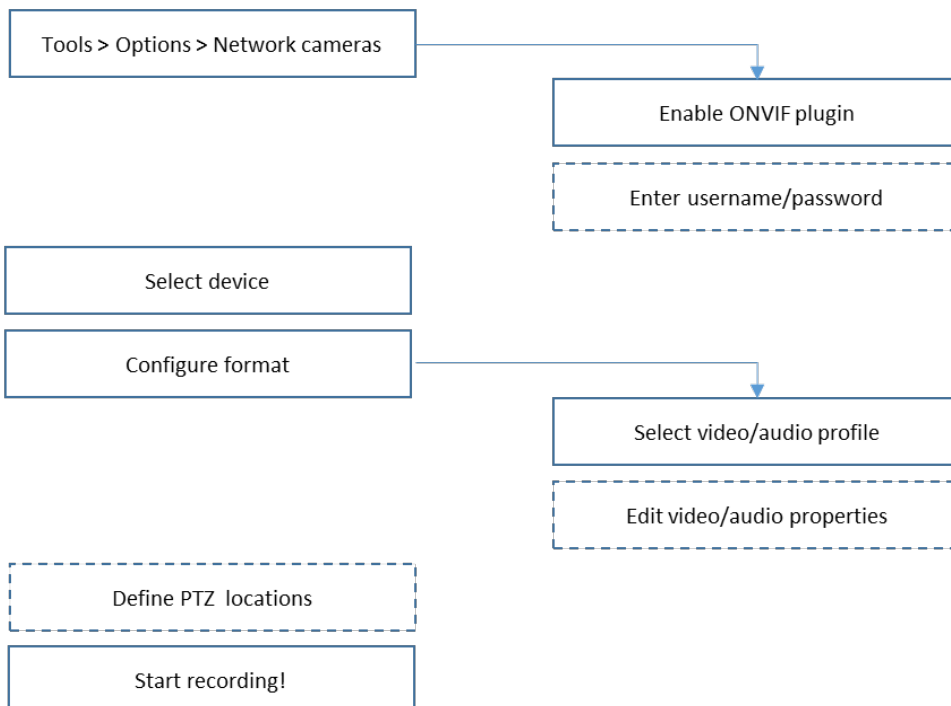 Tools > Options > Network cameras
Enable ONVIF plugin
Enter username/password
Select device
Configure format
Select video/audio profile
Edit video/audio properties
Define PTZ locations
Start recording!